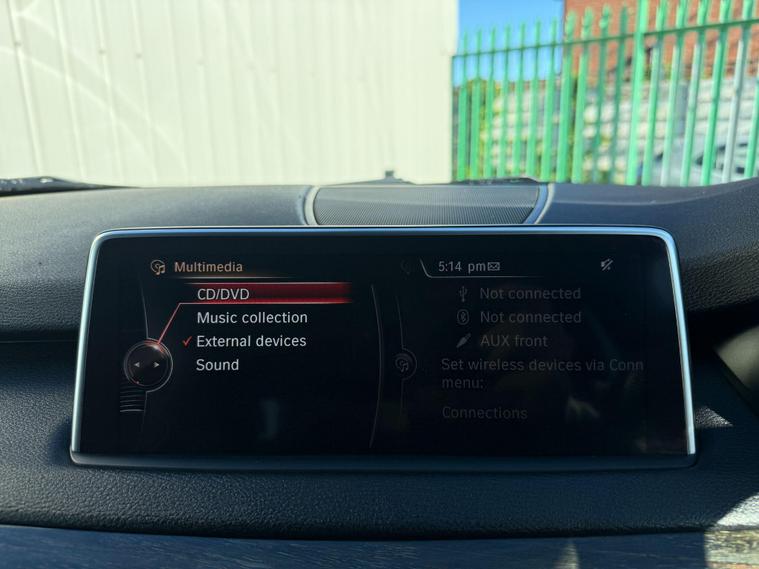 Multimedia
5:14 pm
CD/DVD
Music collection
External devices
Sound
Not connected
Not connected
AUX front
Set wireless devices via Conn
menu:
Connections